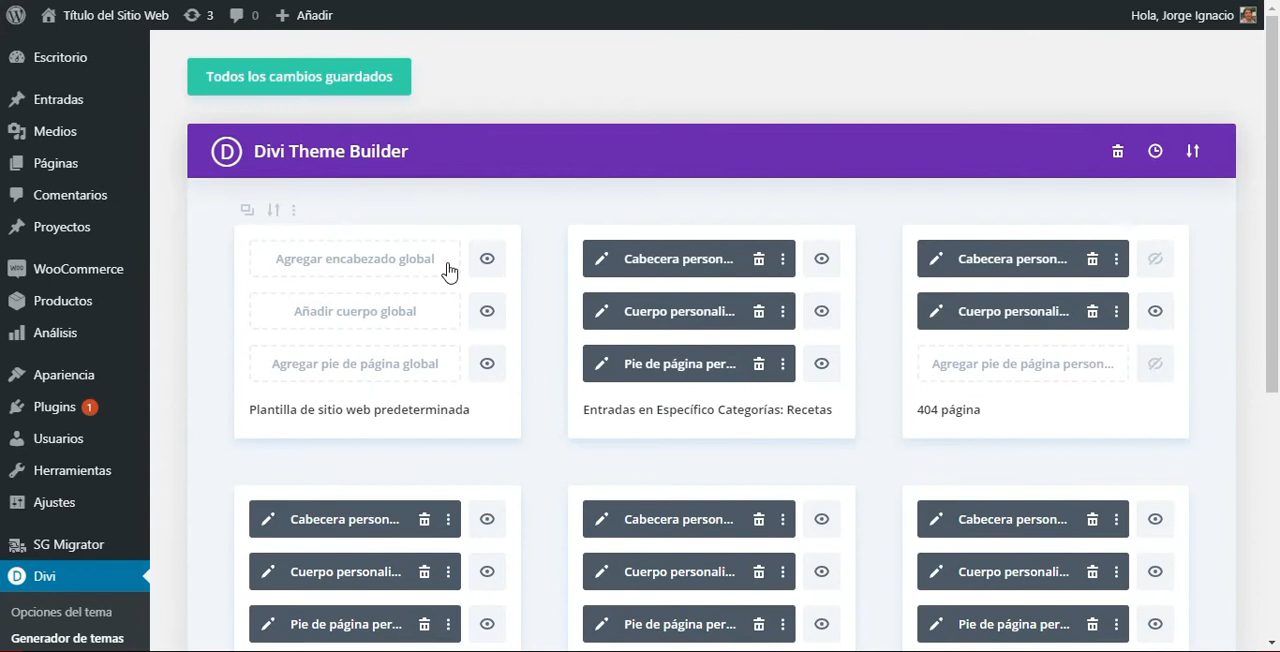 Título del Sitio Web 3 0 Añadir Hola, Jorge Ignacio
Escritorio
Entradas
Medios
Páginas
Comentarios
Proyectos
WooCommerce
Productos
Análisis
Apariencia
Plugins 1
Usuarios
Herramientas
Ajustes
SG Migrator
Divi
Opciones del tema
Generador de temas
Todos los cambios guardados
D Divi Theme Builder
Agregar encabezado global
Añadir cuerpo global
Agregar pie de página global
Plantilla de sitio web predeterminada
Cabecera person...
Cuerpo personali...
Pie de página per...
Entradas en Específico Categorías: Recetas
Cabecera person...
Cuerpo personali...
Agregar pie de página person...
404 página
Cabecera person...
Cuerpo personali...
Pie de página per...
Cabecera person...
Cuerpo personali...
Pie de página per...
Cabecera person...
Cuerpo personali...
Pie de página per...